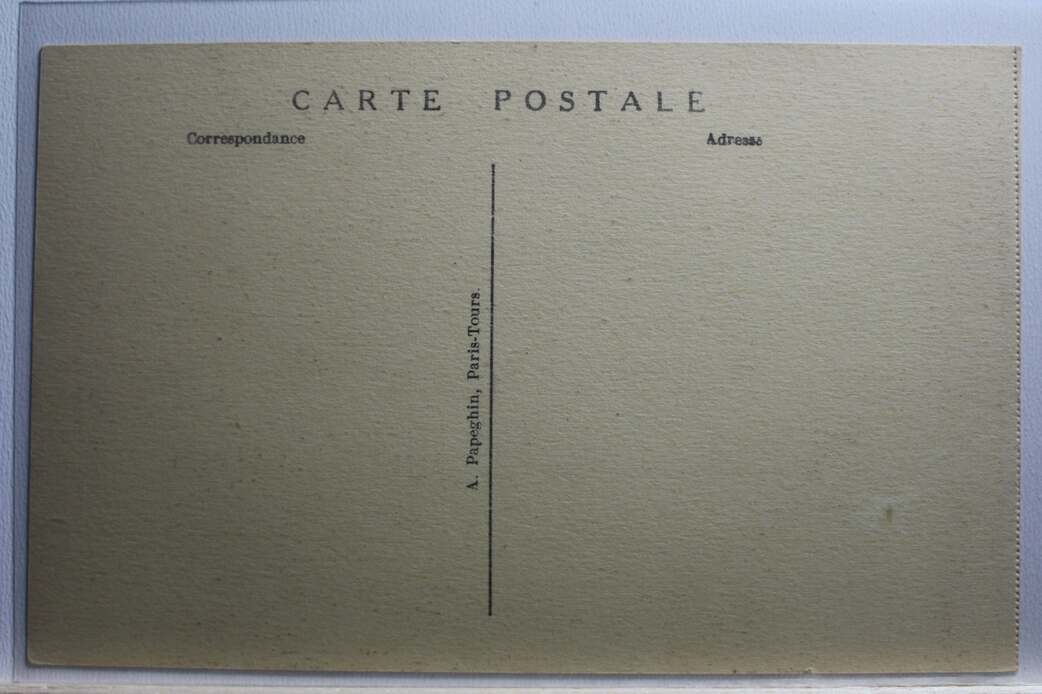 CARTE POSTALE
Correspondance
Adresse
A. Papeghin, Paris-Tours.